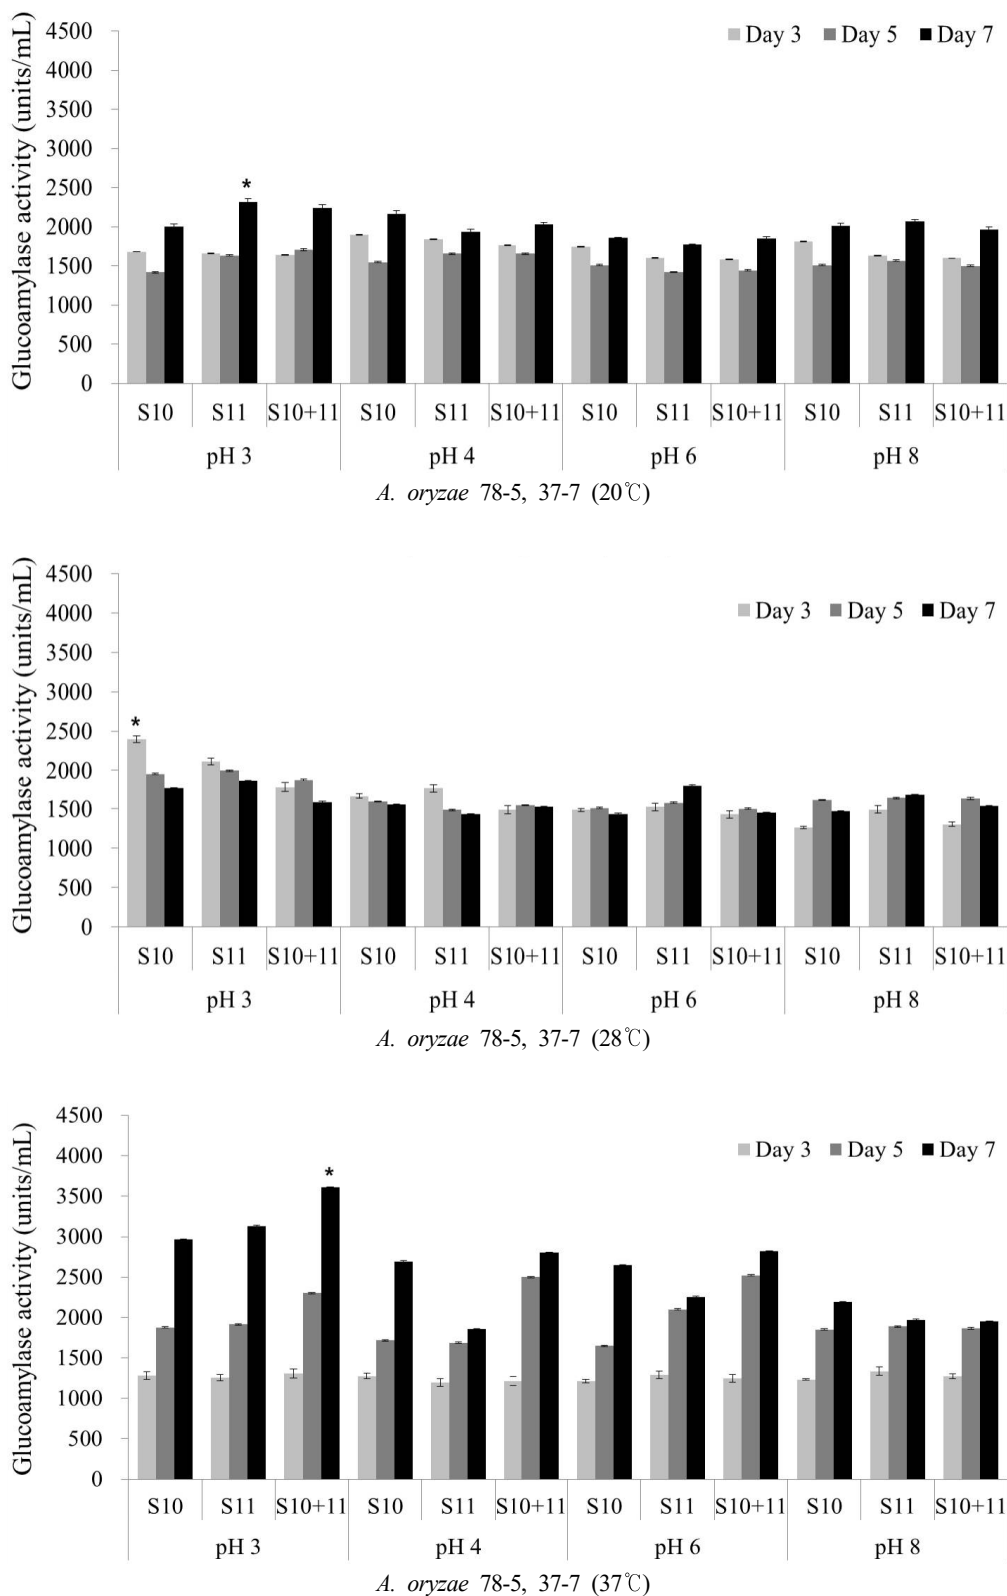 Glucoamylase activity (units/mL)
4500
4000
3500
3000
2500
2000
1500
1000
500
0
Day 3 Day 5 Day 7
*
S10 S11 S10+11 S10 S11 S10+11 S10 S11 S10+11 S10 S11 S10+11
pH 3 pH 4 pH 6 pH 8
A. oryzae 78-5, 37-7 (20℃)
Glucoamylase activity (units/mL)
4500
4000
3500
3000
2500
2000
1500
1000
500
0
Day 3 Day 5 Day 7
*
S10 S11 S10+11 S10 S11 S10+11 S10 S11 S10+11 S10 S11 S10+11
pH 3 pH 4 pH 6 pH 8
A. oryzae 78-5, 37-7 (28℃)
Glucoamylase activity (units/mL)
4500
4000
3500
3000
2500
2000
1500
1000
500
0
Day 3 Day 5 Day 7
*
S10 S11 S10+11 S10 S11 S10+11 S10 S11 S10+11 S10 S11 S10+11
pH 3 pH 4 pH 6 pH 8
A. oryzae 78-5, 37-7 (37℃)